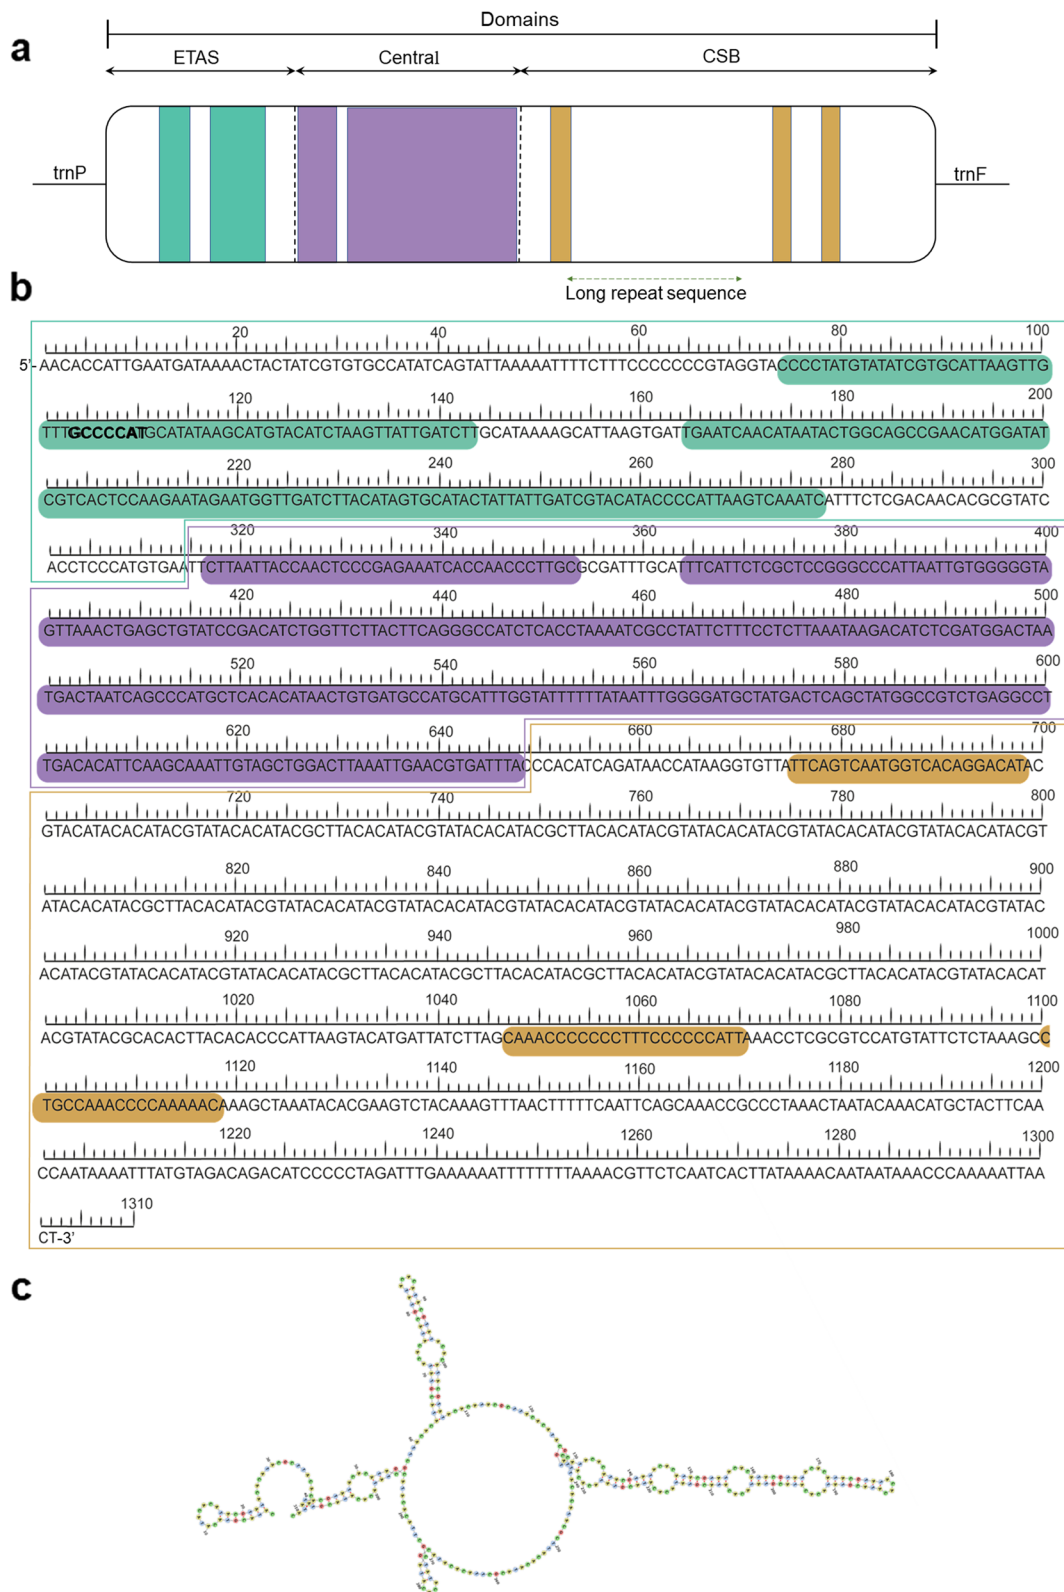 a
Domains
ETAS Central CSB
trnP trnF
Long repeat sequence
b
20 40 60 80 100
5'-AACACCATTGAATGATAAAACTACTATCGTGTGCCATATCAGTATTAAAAATTTTCTTTCCCCCCCGTAGGTACCCCTATGTATATCGTGCATTAAGTTG
120 140 160 180 200
TTTGCCCCATGCATATAAGCATGTACATCTAAGTTATTGATCTTGCATAAAAGCATTAAGTGATTGAATCAACATAATACTGGCAGCCGAACATGGATAT
220 240 260 280 300
CGTCACTCCAAGAATAGAATGGTTGATCTTACATAGTGCATACTATTATTGATCGTACATACCCCATTAAGTCAAATCATTTCTCGACAACACGCGTATC
320 340 360 380 400
ACCTCCCATGTGAATTCTTAATTACCAACTCCCGAGAAATCACCAACCCTTGCGCGATTTGCATTTCATTCTCGCTCCGGGCCCATTAATTGTGGGGGTA
420 440 460 480 500
GTTAAACTGAGCTGTATCCGACATCTGGTTCTTACTTCAGGGCCATCTCACCTAAAATCGCCTATTCTTTCCTCTTAAATAAGACATCTCGATGGACTAA
520 540 560 580 600
TGACTAATCAGCCCATGCTCACACATAACTGTGATGCCATGCATTTGGTATTTTTTATAATTTGGGGATGCTATGACTCAGCTATGGCCGTCTGAGGCCT
620 640 660 680 700
TGACACATTCAAGCAAATTGTAGCTGGACTTAAATTGAACGTGATTTACCCACATCAGATAACCATAAGGTGTTATTCAGTCAATGGTCACAGGACATAC
720 740 760 780 800
GTACATACACATACGTATACACATACGCTTACACATACGTATACACATACGCTTACACATACGTATACACATACGTATACACATACGTATACACATACGT
820 840 860 880 900
ATACACATACGCTTACACATACGTATACACATACGTATACACATACGTATACACATACGTATACACATACGTATACACATACGTATACACATACGTATAC
920 940 960 980 1000
ACATACGTATACACATACGTATACACATACGCTTACACATACGCTTACACATACGCTTACACATACGTATACACATACGCTTACACATACGTATACACAT
1020 1040 1060 1080 1100
ACGTATACGCACACTTACACACCCATTAAGTACATGATTATCTTAGCAAACCCCCCCTTTCCCCCCATTAAACCTCGCGTCCATGTATTCTCTAAAGCC
1120 1140 1160 1180 1200
TGCCAAACCCCAAAAACAAAGCTAAATACACGAAGTCTACAAAGTTTAACTTTTTCAATTCAGCAAACCGCCCTAAACTAATACAAACATGCTACTTCAA
1220 1240 1260 1280 1300
CCAATAAAATTTATGTAGACAGACATCCCCCTAGATTTGAAAAAATTTTTTTTAAAACGTTCTCAATCACTTATAAAACAATAATAAACCCAAAAATTAA
1310
CT-3'
c